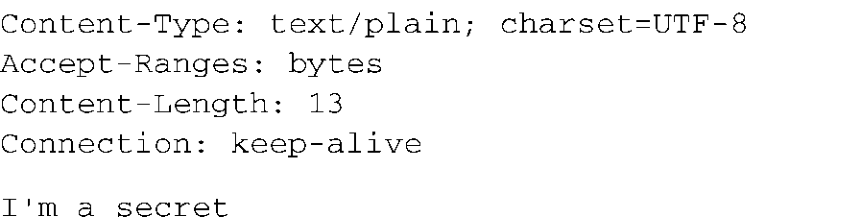 Content-Type: text/plain; charset=UTF-8
Accept-Ranges: bytes
Content-Length: 13
Connection: keep-alive
I'm a secret